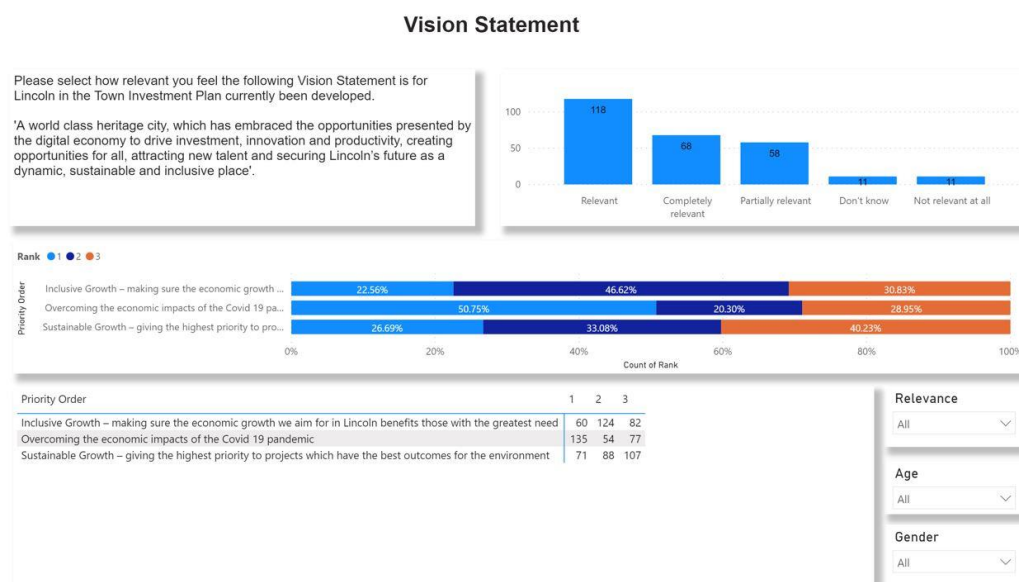 Vision Statement
Please select how relevant you feel the following Vision Statement is for
Lincoln in the Town Investment Plan currently been developed.
'A world class heritage city, which has embraced the opportunities presented by
the digital economy to drive investment, innovation and productivity, creating
opportunities for all, attracting new talent and securing Lincoln's future as a
dynamic, sustainable and inclusive place'.
100
50
0
118
68
58
11
11
Relevant
Completely
relevant
Partially relevant
Don't know
Not relevant at all
Rank 1 2 3
Priority Order
Inclusive Growth – making sure the economic growth ... 22.56% 46.62% 30.83%
Overcoming the economic impacts of the Covid 19 pa... 50.75% 20.30% 28.95%
Sustainable Growth – giving the highest priority to pro... 26.69% 33.08% 40.23%
0% 20% 40% 60% 80% 100%
Count of Rank
Priority Order 1 2 3
Inclusive Growth – making sure the economic growth we aim for in Lincoln benefits those with the greatest need 60 124 82
Overcoming the economic impacts of the Covid 19 pandemic 135 54 77
Sustainable Growth – giving the highest priority to projects which have the best outcomes for the environment 71 88 107
Relevance
All
Age
All
Gender
All